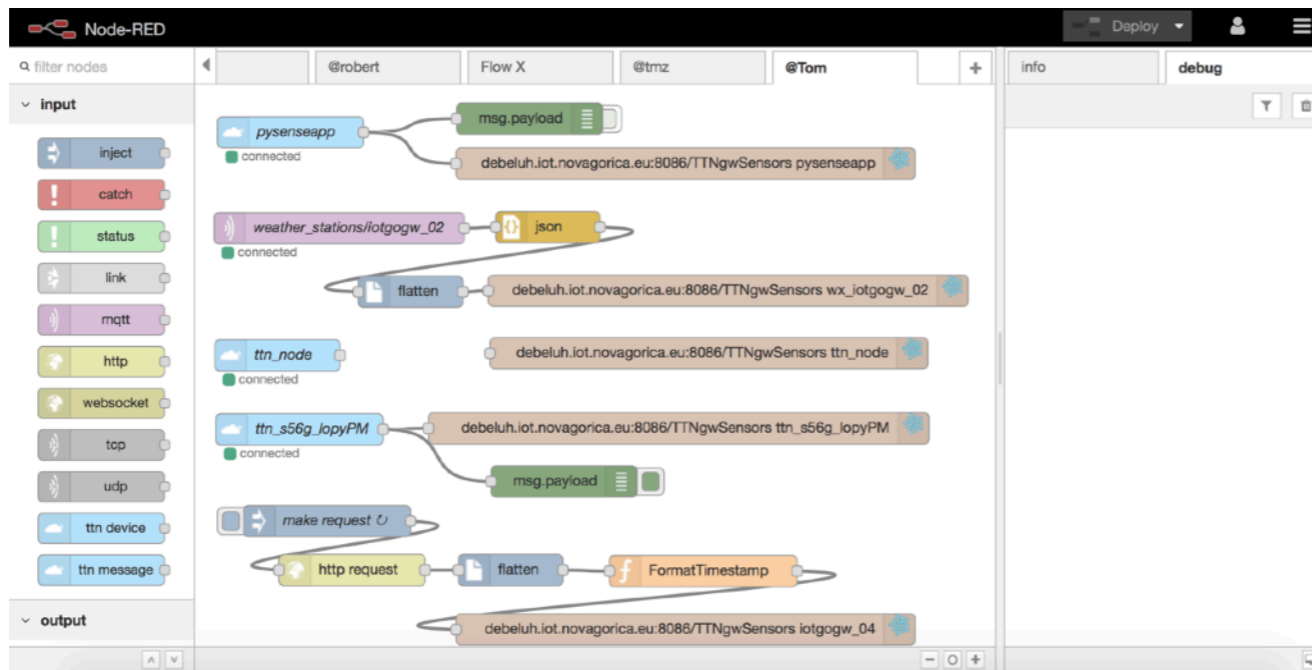 Node-RED
Deploy
filter nodes
@robert
Flow X
@tmz
@Tom
+
info
debug
input
inject
catch
status
link
mqtt
http
websocket
tcp
udp
ttn device
ttn message
output
pysenseapp
connected
msg.payload
debeluh.iot.novagorica.eu:8086/TTNgwSensors pysenseapp
weather_stations/iotgogw_02
connected
json
flatten
debeluh.iot.novagorica.eu:8086/TTNgwSensors wx_iotgogw_02
ttn_node
connected
debeluh.iot.novagorica.eu:8086/TTNgwSensors ttn_node
ttn_s56g_lopyPM
connected
debeluh.iot.novagorica.eu:8086/TTNgwSensors ttn_s56g_lopyPM
msg.payload
make request ↻
http request
flatten
FormatTimestamp
debeluh.iot.novagorica.eu:8086/TTNgwSensors iotgogw_04